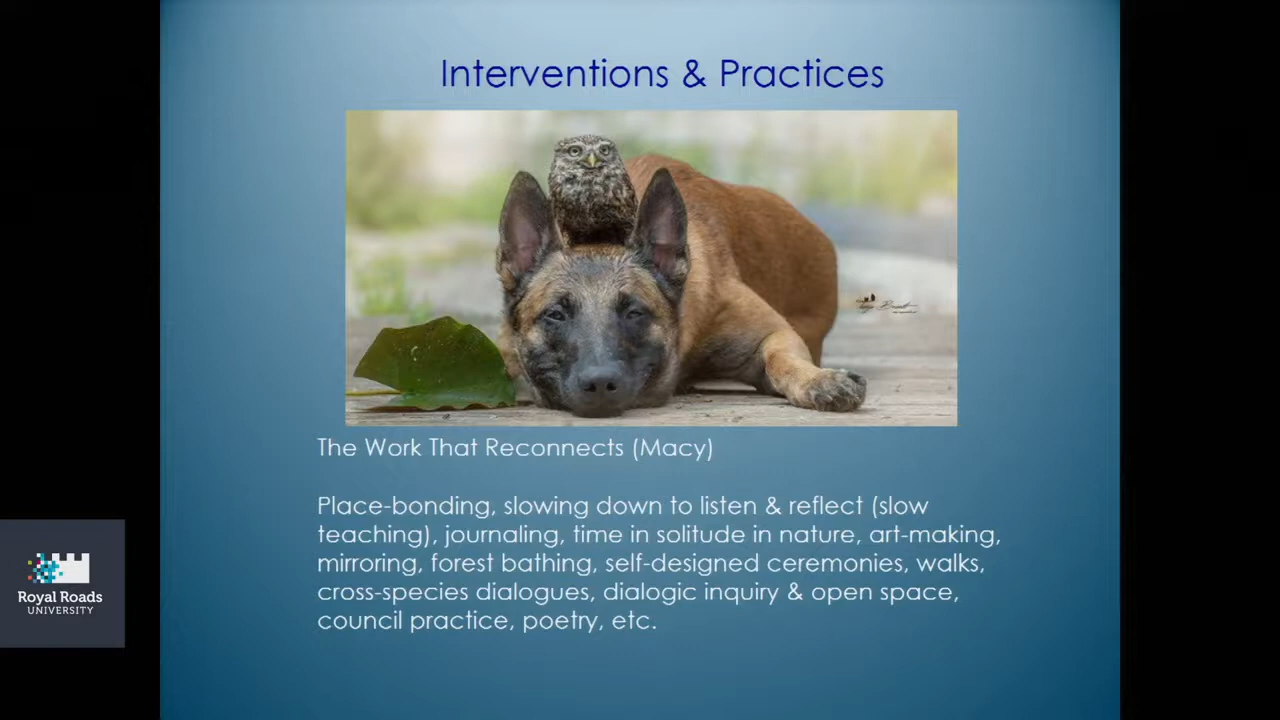 Interventions & Practices
The Work That Reconnects (Macy)
Place-bonding, slowing down to listen & reflect (slow
teaching), journaling, time in solitude in nature, art-making,
mirroring, forest bathing, self-designed ceremonies, walks,
cross-species dialogues, dialogic inquiry & open space,
council practice, poetry, etc.
Royal Roads
UNIVERSITY